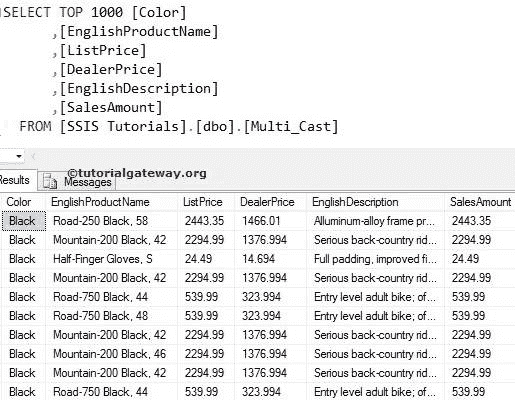 SELECT TOP 1000 [Color]
,[EnglishProductName]
,[ListPrice]
,[DealerPrice]
,[EnglishDescription]
,[SalesAmount]
FROM [SSIS Tutorials].[dbo].[Multi_Cast]
©tutorialgateway.org
Results Messages
Color EnglishProductName ListPrice DealerPrice EnglishDescription SalesAmount
Black Road-250 Black, 58 2443.35 1466.01 Alluminum-alloy frame pr... 2443.35
Black Mountain-200 Black, 42 2294.99 1376.994 Serious back-country rid... 2294.99
Black Half-Finger Gloves, S 24.49 14.694 Full padding, improved fi... 24.49
Black Mountain-200 Black, 42 2294.99 1376.994 Serious back-country rid... 2294.99
Black Road-750 Black, 44 539.99 323.994 Entry level adult bike; of... 539.99
Black Road-750 Black, 48 539.99 323.994 Entry level adult bike; of... 539.99
Black Mountain-200 Black, 42 2294.99 1376.994 Serious back-country rid... 2294.99
Black Mountain-200 Black, 46 2294.99 1376.994 Serious back-country rid... 2294.99
Black Mountain-200 Black, 42 2294.99 1376.994 Serious back-country rid... 2294.99
Black Road-750 Black, 44 539.99 323.994 Entry level adult bike; of... 539.99